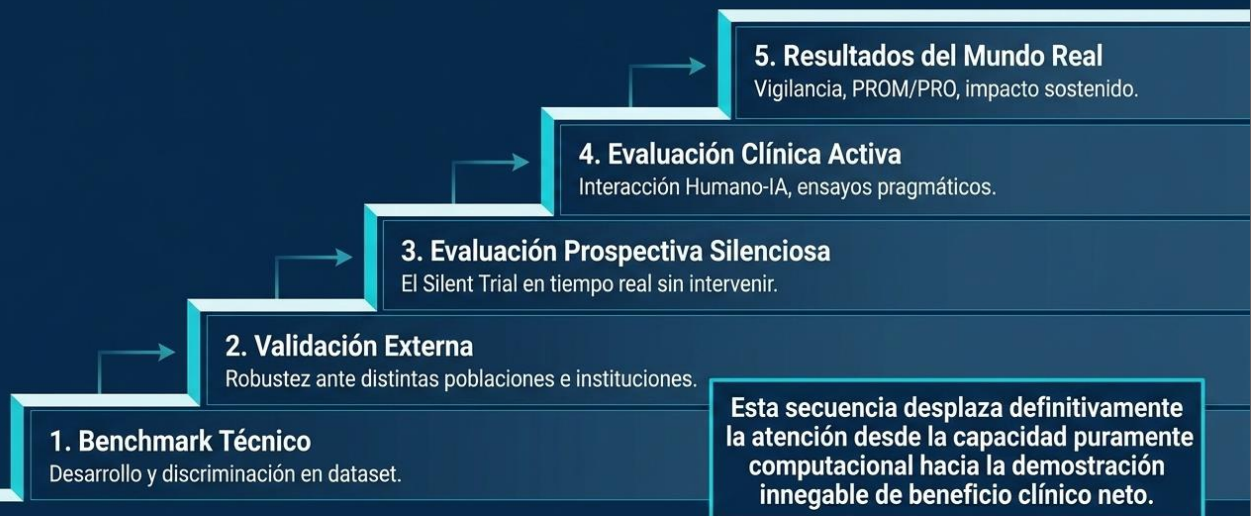 5. Resultados del Mundo Real
Vigilancia, PROM/PRO, impacto sostenido.
4. Evaluación Clínica Activa
Interacción Humano-IA, ensayos pragmáticos.
3. Evaluación Prospectiva Silenciosa
El Silent Trial en tiempo real sin intervenir.
2. Validación Externa
Robustez ante distintas poblaciones e instituciones.
1. Benchmark Técnico
Desarrollo y discriminación en dataset.
Esta secuencia desplaza definitivamente
la atención desde la capacidad puramente
computacional hacia la demostración
innegable de beneficio clínico neto.